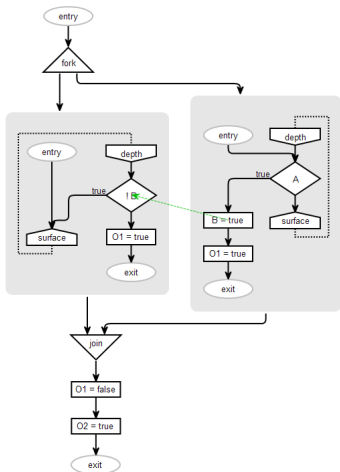 entry
fork
entry
depth
true
! B
surface
O1 = true
exit
entry
depth
true
A
B = true
surface
O1 = true
exit
join
O1 = false
O2 = true
exit